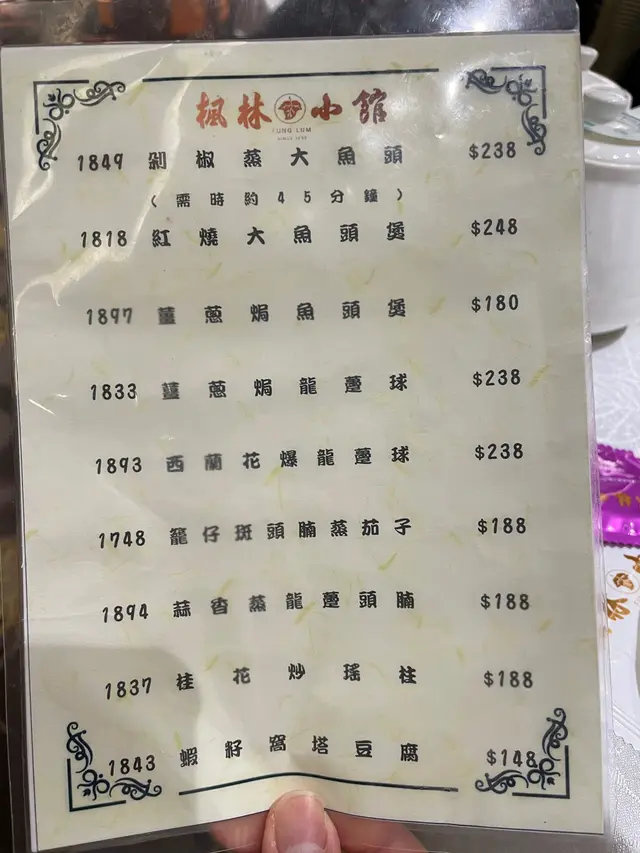 楓林小館
FUNG LUM
1849 剁椒蒸大魚頭 $238
(需時約45分鐘)
1818 紅燒大魚頭煲 $248
1897 薑蔥焗魚頭煲 $180
1833 薑蔥焗龍躉球 $238
1893 西蘭花爆龍躉球 $238
1748 籠仔斑頭腩蒸茄子 $188
1894 蒜香蒸龍躉頭腩 $188
1837 桂花炒瑤柱 $188
1843 蝦籽窩塔豆腐 $148